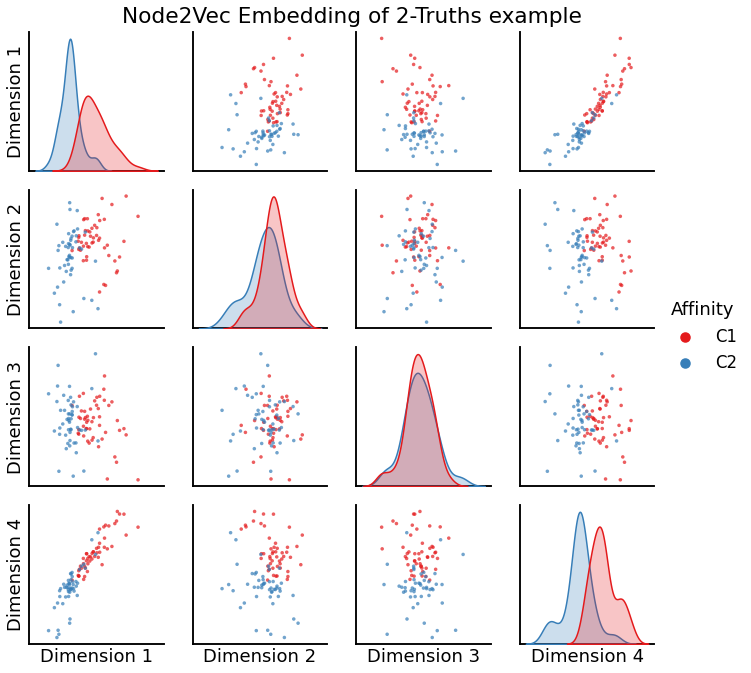 Node2Vec Embedding of 2-Truths example
Dimension 1
Dimension 2
Dimension 3
Dimension 4
Affinity
C1
C2
Dimension 1
Dimension 2
Dimension 3
Dimension 4